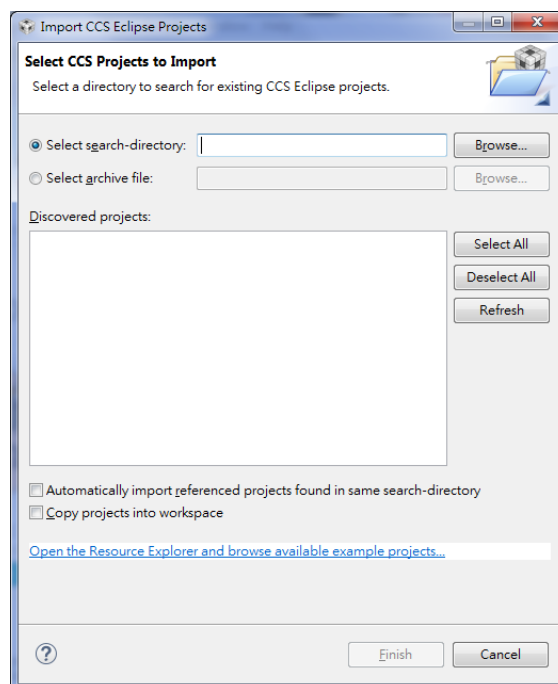 Import CCS Eclipse Projects
Select CCS Projects to Import
Select a directory to search for existing CCS Eclipse projects.
Select search-directory: Browse...
Select archive file: Browse...
Discovered projects:
Select All
Deselect All
Refresh
Automatically import referenced projects found in same search-directory
Copy projects into workspace
Open the Resource Explorer and browse available example projects...
? Finish Cancel